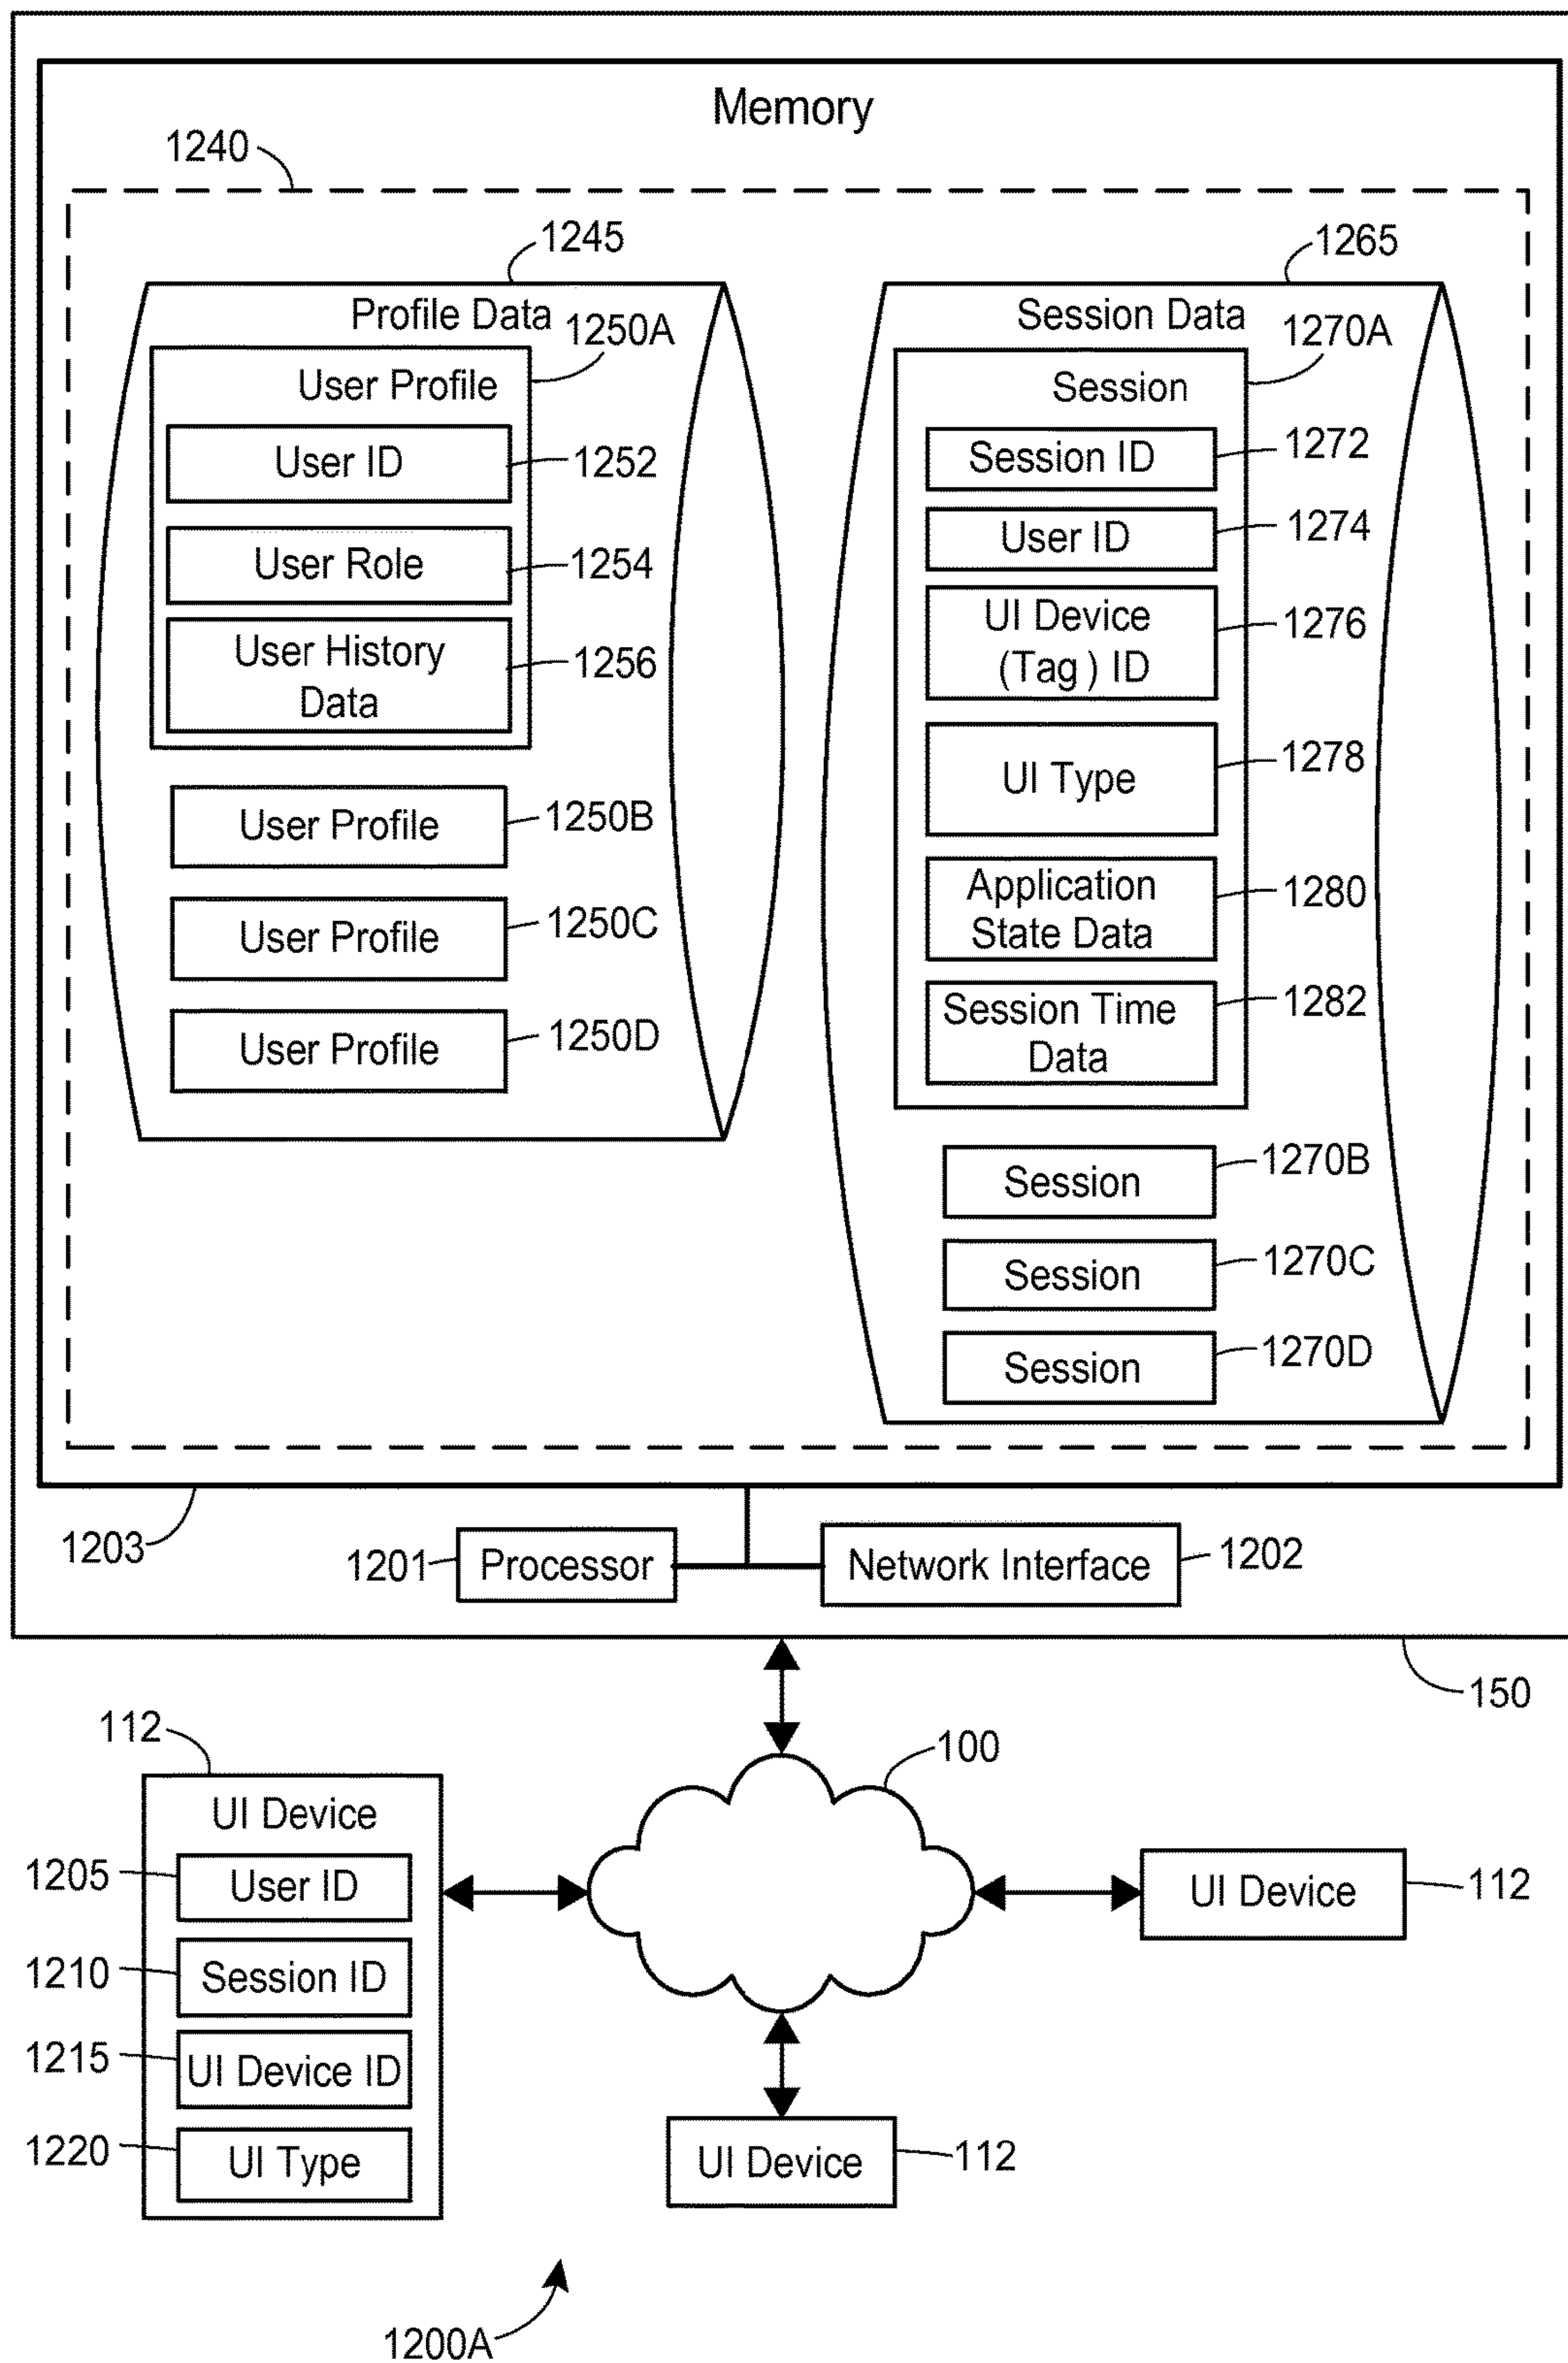 Memory
1240
1245
1265
Profile Data
1250A
Session Data
1270A
User Profile
Session
User ID
1252
Session ID
1272
User ID
1274
User Role
1254
UI Device
(Tag) ID
1276
User History
Data
1256
UI Type
1278
User Profile
1250B
Application
State Data
1280
User Profile
1250C
Session Time
Data
1282
User Profile
1250D
Session
1270B
Session
1270C
Session
1270D
1203
1201
Processor
Network Interface
1202
150
112
100
UI Device
1205
User ID
UI Device
112
1210
Session ID
1215
UI Device ID
1220
UI Type
UI Device
112
1200A